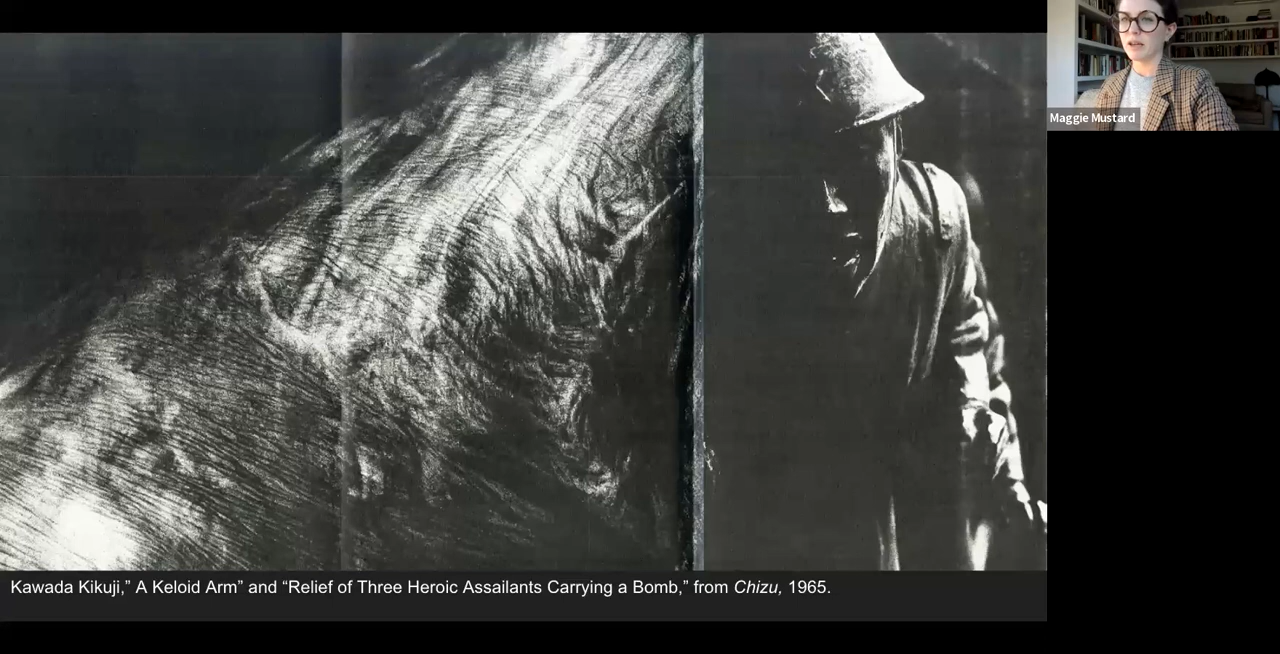 Maggie Mustard
Kawada Kikuji,” A Keloid Arm” and “Relief of Three Heroic Assailants Carrying a Bomb,” from Chizu, 1965.